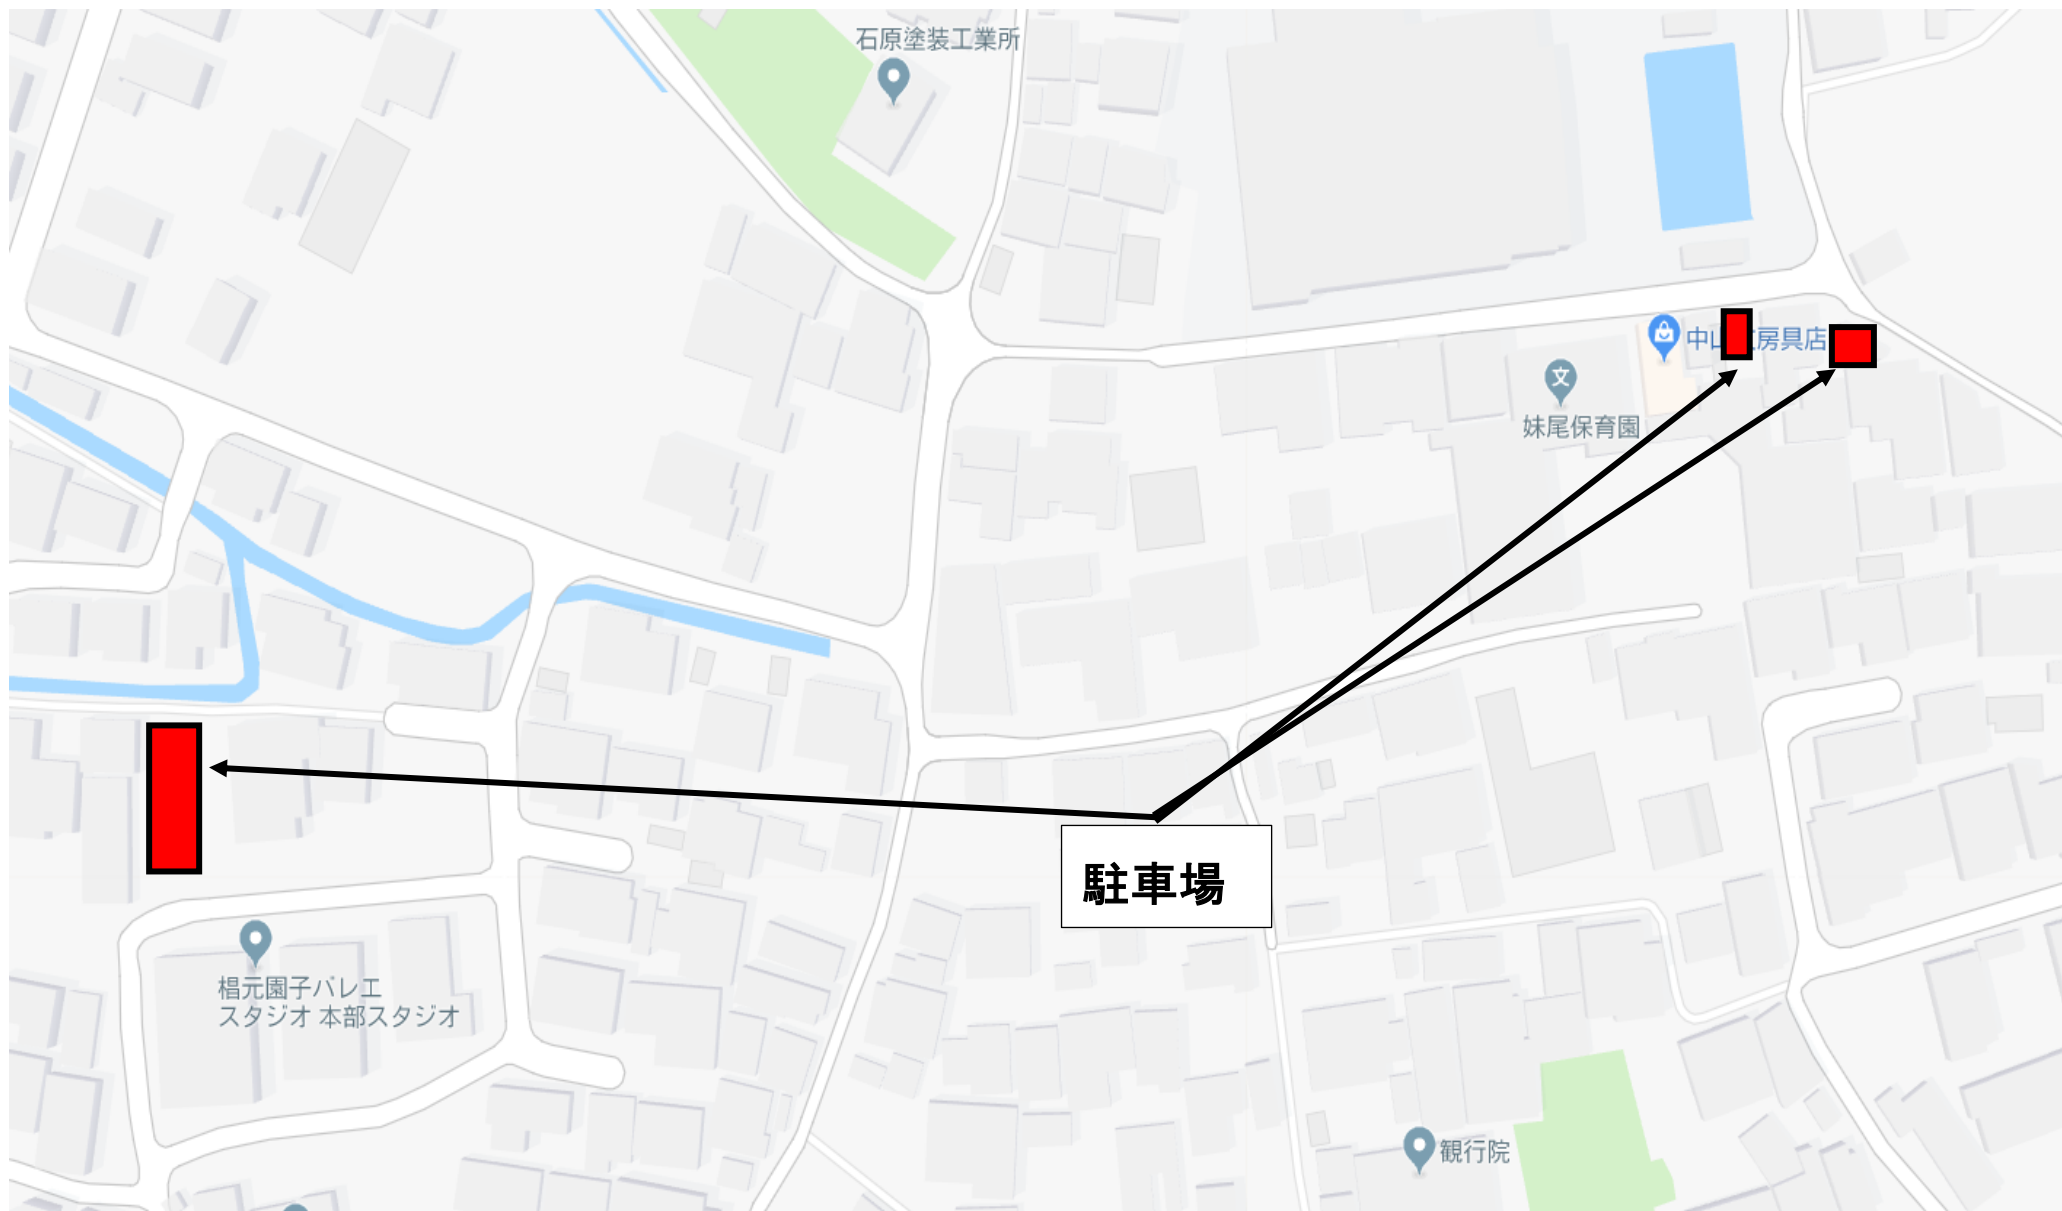 石原塗装工業所
中山 房具店
妹尾保育園
駐車場
椙元園子バレエ
スタジオ 本部スタジオ
観行院